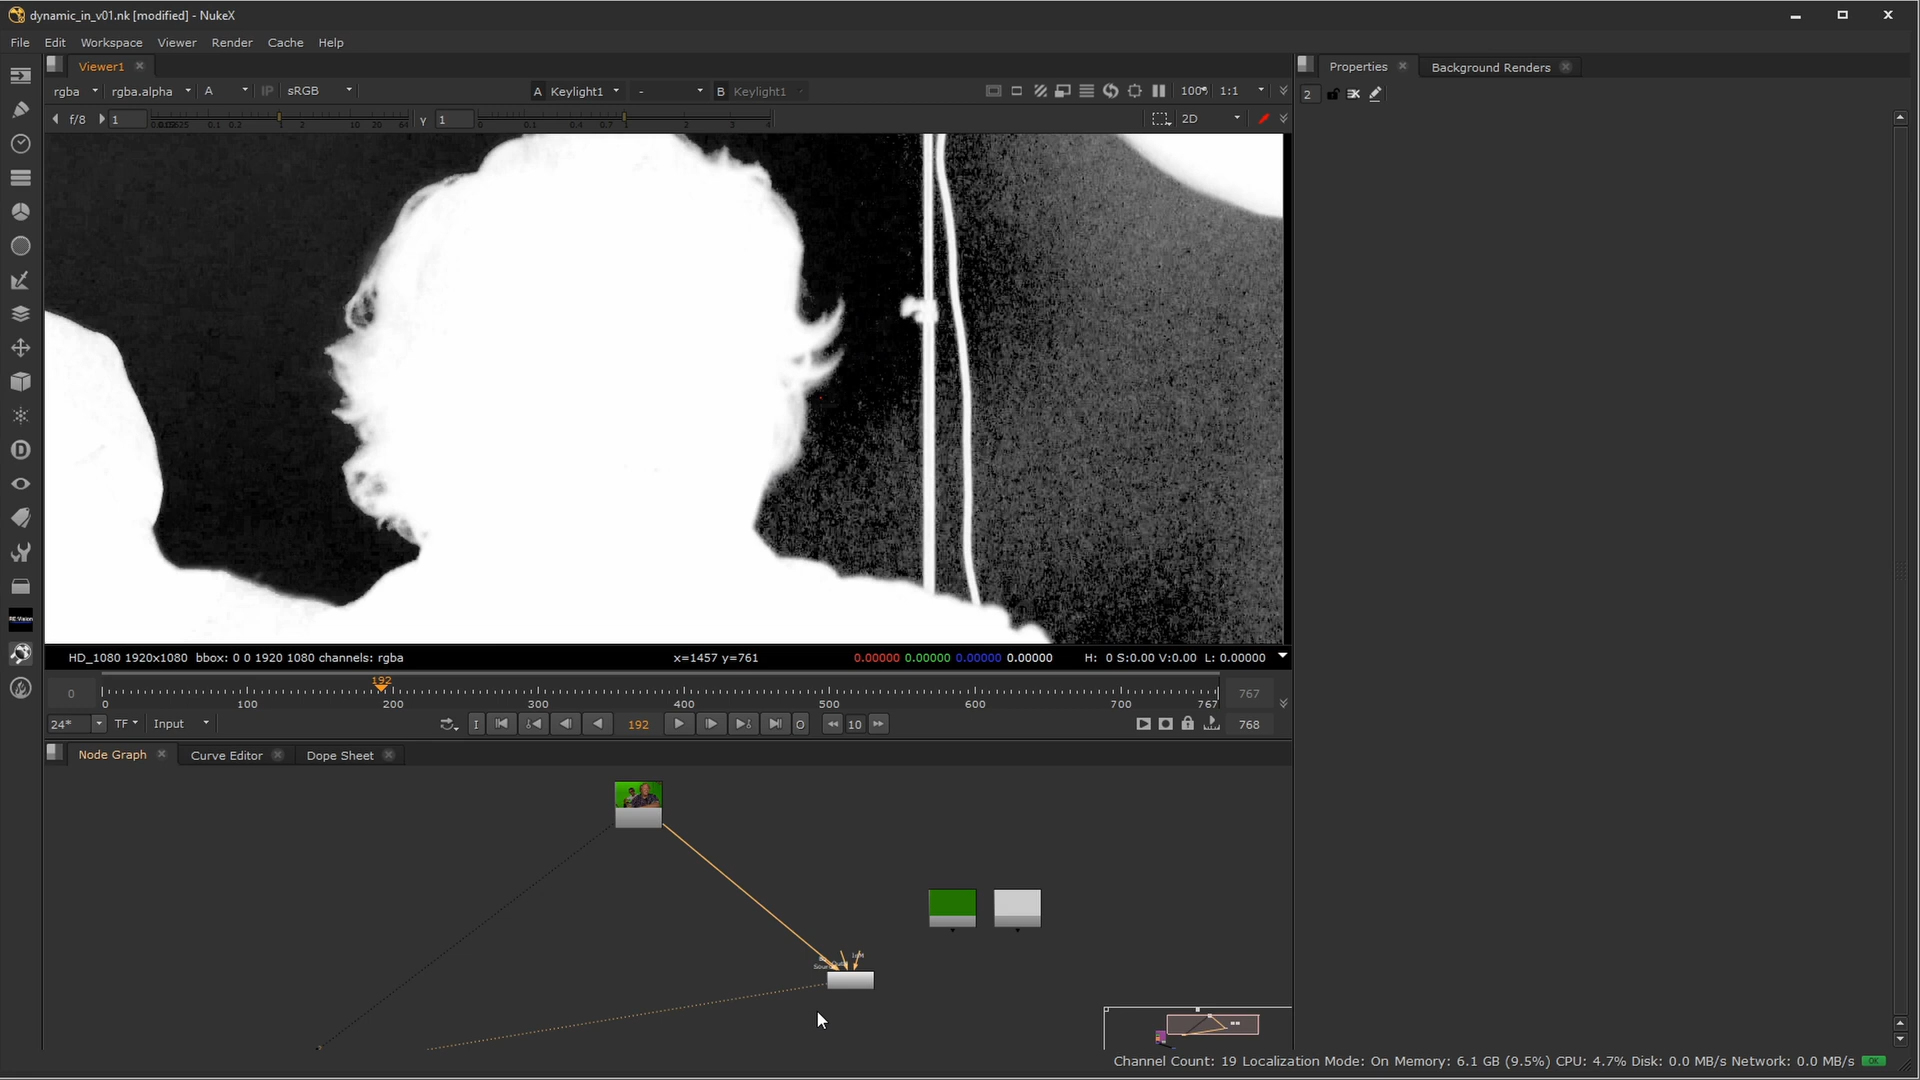 dynamic_in_v01.nk [modified] - NukeX
File Edit Workspace Viewer Render Cache Help
Viewer1
Properties
Background Renders
rgba rgba.alpha A IP sRGB A Keylight1 - B Keylight1 1:1
2
f/8 1 Y 1 2D
HD_1080 1920x1080 bbox: 0 0 1920 1080 channels: rgba x=1457 y=761 0.00000 0.00000 0.00000 0.00000 H: 0 S:0.00 V:0.00 L: 0.00000
192
0 767
0 100 200 300 400 500 600 700 767
24* TF Input I 192 O 10 768
Node Graph Curve Editor Dope Sheet
RE:Vision
Channel Count: 19 Localization Mode: On Memory: 6.1 GB (9.5%) CPU: 4.7% Disk: 0.0 MB/s Network: 0.0 MB/s OK